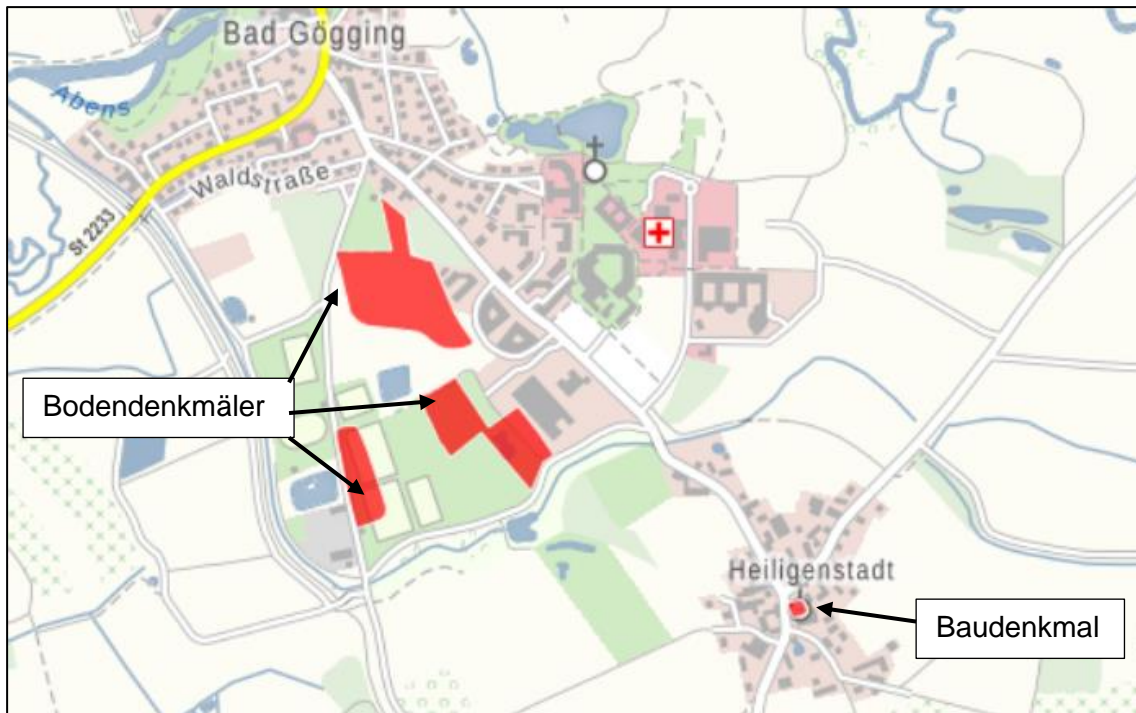 Bad Gögging
Abens
Waldstraße
St 2233
Bodendenkmäler
Heiligenstadt
Baudenkmal